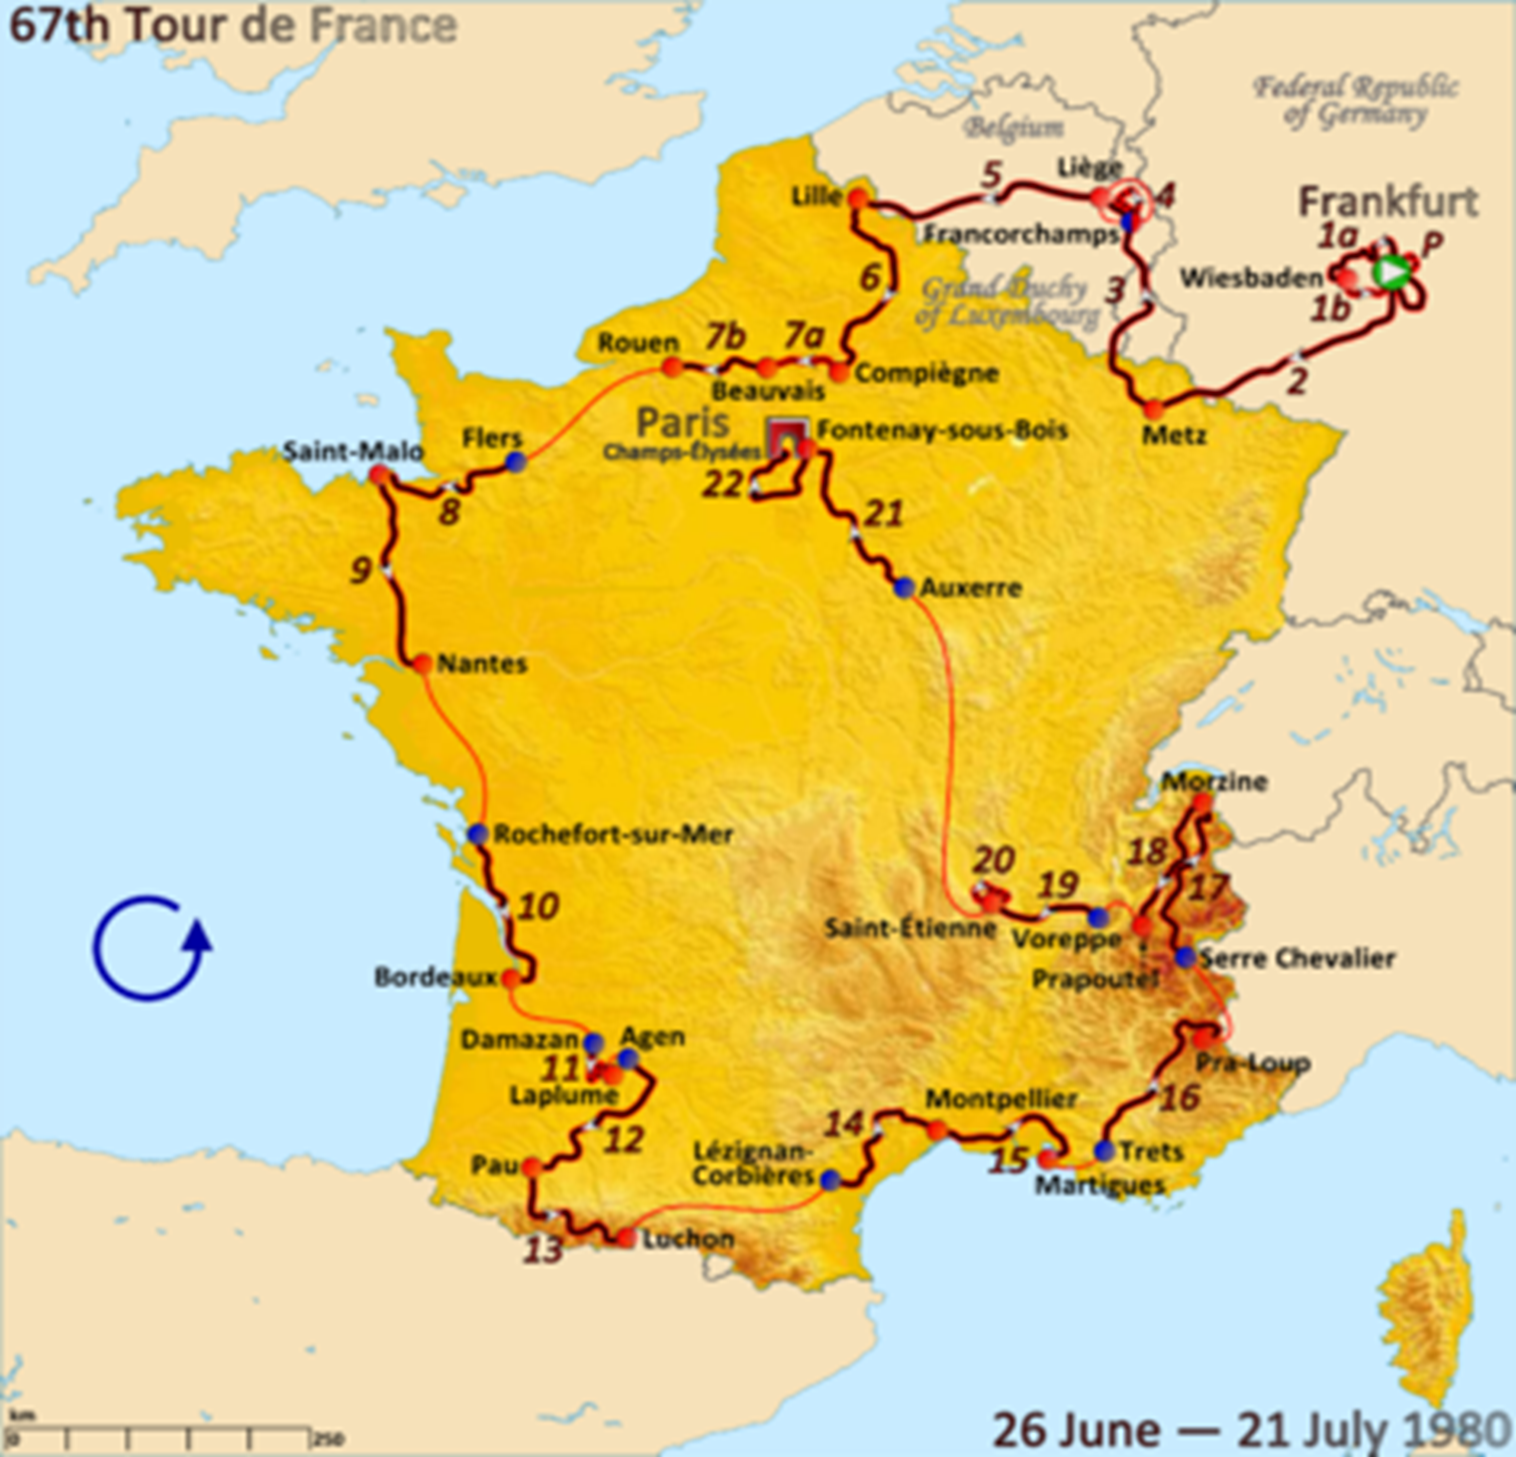 67th Tour de France
Federal Republic
of Germany
Belgium
Liège
5
4
Lille
Frankfurt
Francorchamps
1a
P
Wiesbaden
6
Grand Duchy
of Luxembourg
3
1b
Rouen
7b
7a
Compiègne
2
Beauvais
Paris
Champs-Élysées
Fontenay-sous-Bois
Metz
Saint-Malo
Flers
22
8
21
9
Auxerre
Nantes
Morzine
Rochefort-sur-Mer
20
19
18
17
10
Saint-Étienne
Voreppe
Serre Chevalier
Prapoutel
Bordeaux
Damazan
Agen
11
Laplume
Pra-Loup
Montpellier
16
14
12
Lézignan-
Corbières
Pau
15
Trets
Martigues
13
Luchon
km
0
250
26 June — 21 July 1980